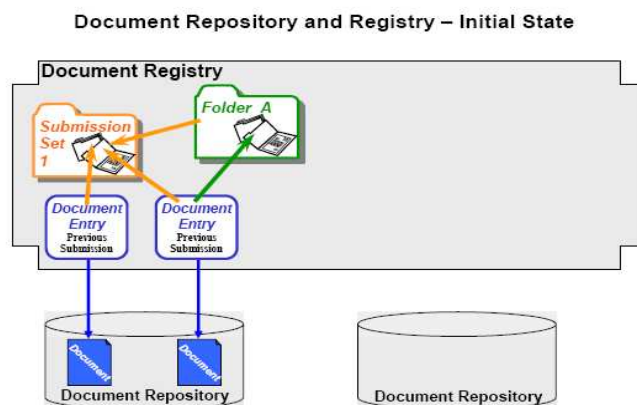 Document Repository and Registry – Initial State
Document Registry
Submission
Set
1
Folder A
Document
Entry
Previous
Submission
Document
Entry
Previous
Submission
Document
Document
Document Repository
Document Repository